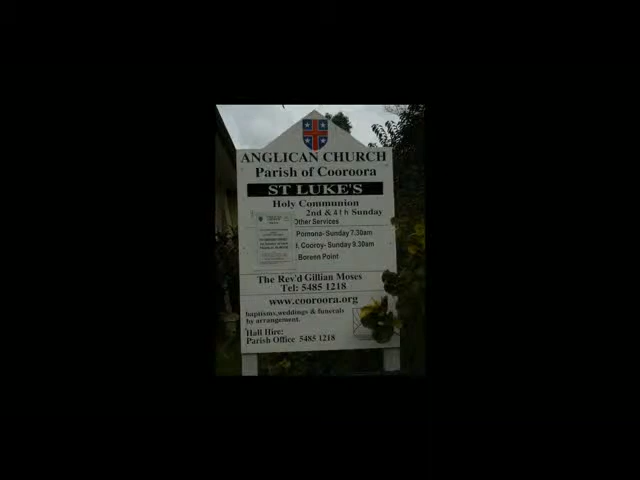 ANGLICAN CHURCH
Parish of Cooroora
ST LUKE'S
Holy Communion
2nd & 4th Sunday
Other Services
Pomona- Sunday 7.30am
Cooroy- Sunday 9.30am
Boreen Point
The Rev'd Gillian Moses
Tel: 5485 1218
www.cooroora.org
baptisms, weddings & funerals
by arrangement.
Hall Hire:
Parish Office 5485 1218